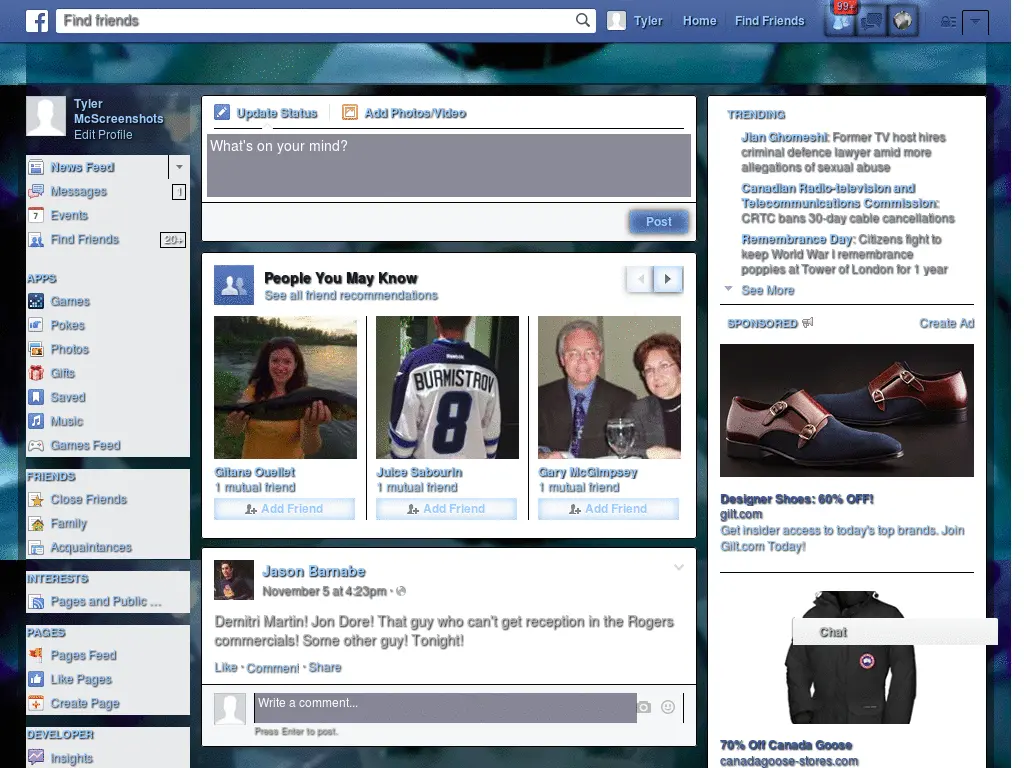 f
Find friends
Tyler
Home
Find Friends
99+
Tyler
McScreenshots
Edit Profile
News Feed
Messages
1
7
Events
Find Friends
20+
APPS
Games
Pokes
Photos
Gifts
Saved
Music
Games Feed
FRIENDS
Close Friends
Family
Acquaintances
INTERESTS
Pages and Public ...
PAGES
Pages Feed
Like Pages
Create Page
DEVELOPER
Insights
Update Status
Add Photos/Video
What's on your mind?
Post
People You May Know
See all friend recommendations
BURMISTROV
8
Gitane Ouellet
1 mutual friend
Add Friend
Juice Sabourin
1 mutual friend
Add Friend
Gary McGimpsey
1 mutual friend
Add Friend
Jason Barnabe
November 5 at 4:23pm ·
Demitri Martin! Jon Dore! That guy who can't get reception in the Rogers
commercials! Some other guy! Tonight!
Like · Comment · Share
Write a comment...
Press Enter to post.
TRENDING
Jian Ghomeshi: Former TV host hires
criminal defence lawyer amid more
allegations of sexual abuse
Canadian Radio-television and
Telecommunications Commission:
CRTC bans 30-day cable cancellations
Remembrance Day: Citizens fight to
keep World War I remembrance
poppies at Tower of London for 1 year
See More
SPONSORED
Create Ad
Designer Shoes: 60% OFF!
gilt.com
Get insider access to today's top brands. Join
Gilt.com Today!
Chat
70% Off Canada Goose
canadagoose-stores.com